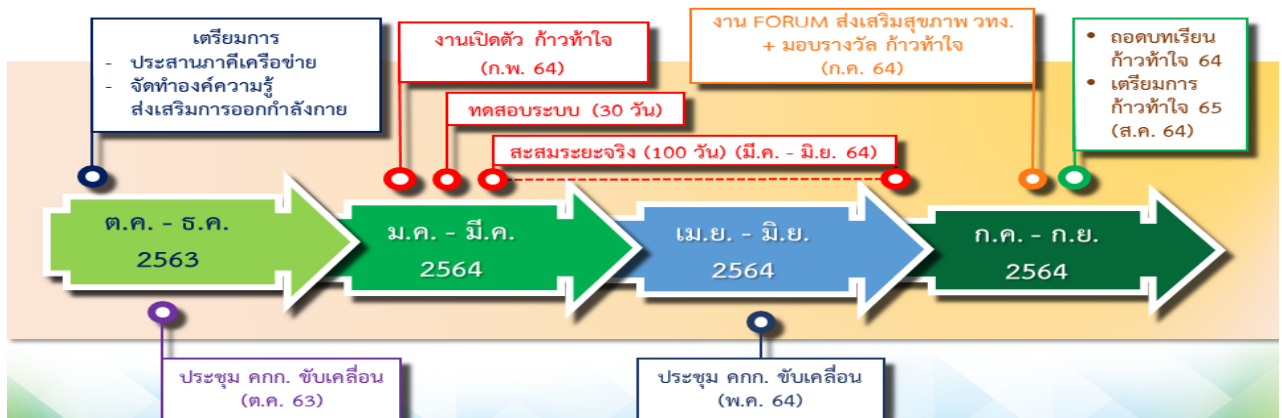 เตรียมการ
- ประสานภาคีเครือข่าย
- จัดทำองค์ความรู้
ส่งเสริมการออกกำลังกาย
งานเปิดตัว ก้าวท้าใจ
(ก.พ. 64)
ทดสอบระบบ (30 วัน)
สะสมระยะจริง (100 วัน) (มี.ค. - มิ.ย. 64)
งาน FORUM ส่งเสริมสุขภาพ วทง.
+ มอบรางวัล ก้าวท้าใจ
(ก.ค. 64)
• ถอดบทเรียน
ก้าวท้าใจ 64
• เตรียมการ
ก้าวท้าใจ 65
(ส.ค. 64)
ต.ค. - ธ.ค.
2563
ม.ค. - มี.ค.
2564
เม.ย. - มิ.ย.
2564
ก.ค. - ก.ย.
2564
ประชุม คกก. ขับเคลื่อน
(ต.ค. 63)
ประชุม คกก. ขับเคลื่อน
(พ.ค. 64)